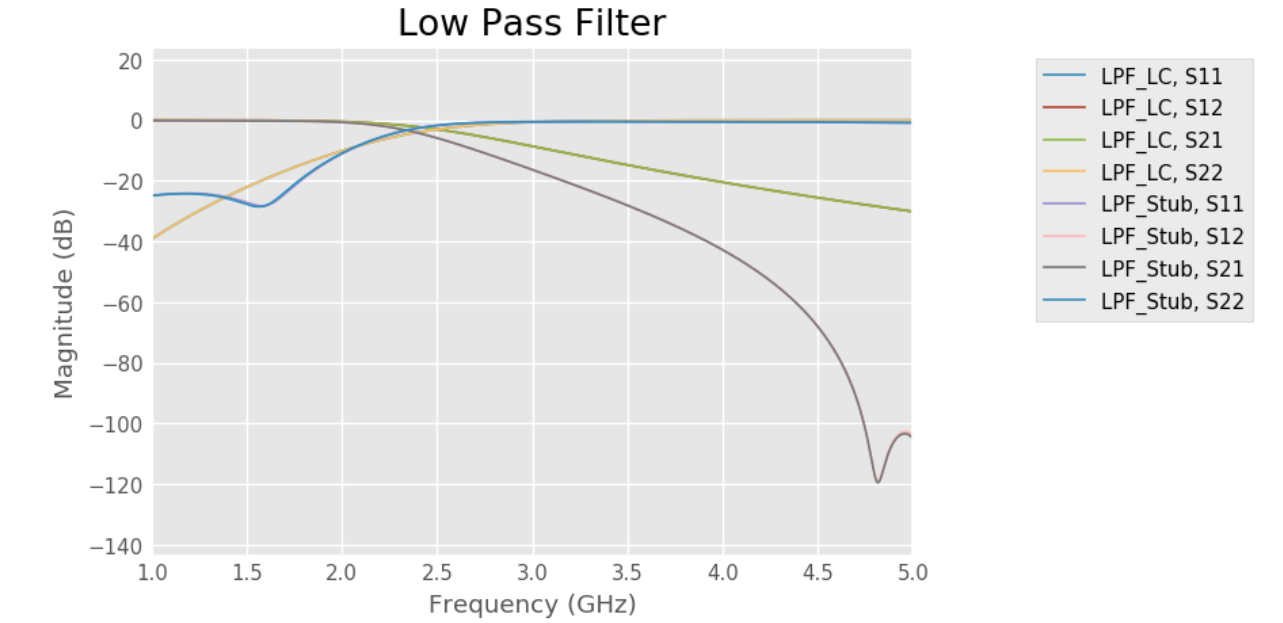 Low Pass Filter
20
0
−20
−40
−60
−80
−100
−120
−140
Magnitude (dB)
1.0 1.5 2.0 2.5 3.0 3.5 4.0 4.5 5.0
Frequency (GHz)
LPF_LC, S11
LPF_LC, S12
LPF_LC, S21
LPF_LC, S22
LPF_Stub, S11
LPF_Stub, S12
LPF_Stub, S21
LPF_Stub, S22